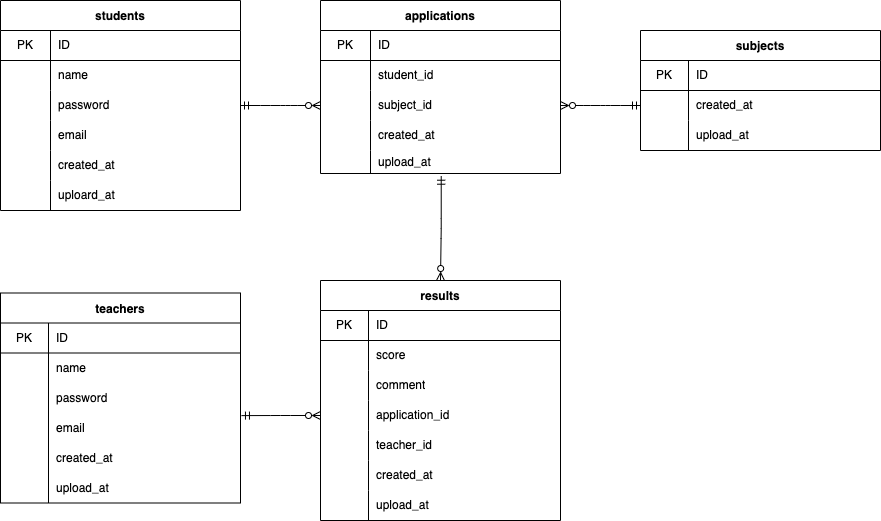 students
PK ID
name
password
email
created_at
uploard_at
applications
PK ID
student_id
subject_id
created_at
upload_at
subjects
PK ID
created_at
upload_at
teachers
PK ID
name
password
email
created_at
upload_at
results
PK ID
score
comment
application_id
teacher_id
created_at
upload_at